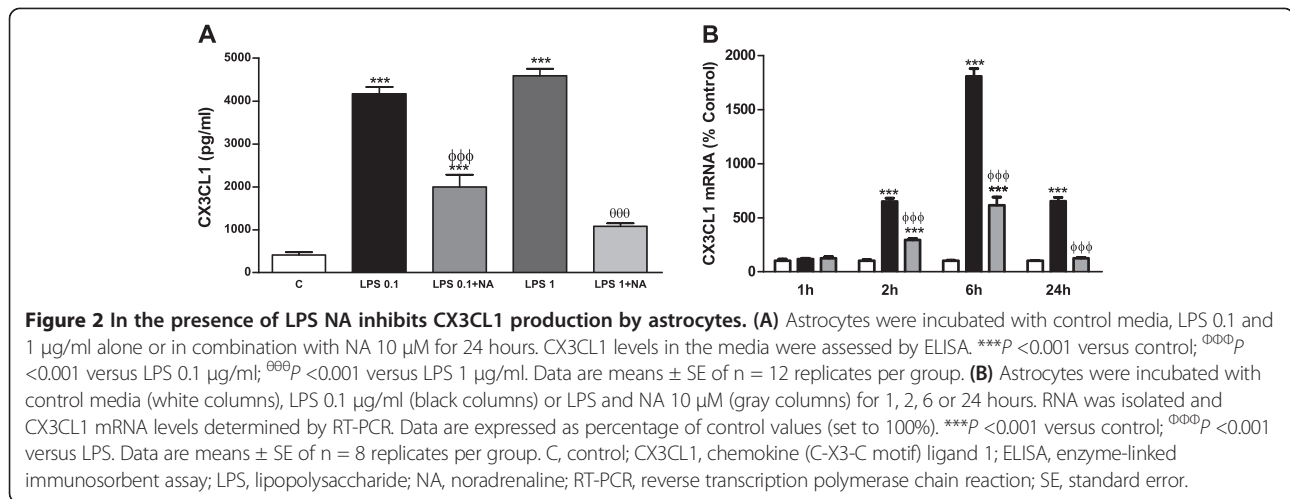 A
B
CX3CL1 (pg/ml)
5000
4000
3000
2000
1000
0
***
ϕϕϕ
***
***
θθθ
C
LPS 0.1
LPS 0.1+NA
LPS 1
LPS 1+NA
CX3CL1 mRNA (% Control)
2000
1500
1000
500
0
***
ϕϕϕ
***
***
ϕϕϕ
***
***
ϕϕϕ
1h
2h
6h
24h
Figure 2 In the presence of LPS NA inhibits CX3CL1 production by astrocytes. (A) Astrocytes were incubated with control media, LPS 0.1 and
1 μg/ml alone or in combination with NA 10 μM for 24 hours. CX3CL1 levels in the media were assessed by ELISA. ***P <0.001 versus control; ΦΦΦP
<0.001 versus LPS 0.1 μg/ml; θθθP <0.001 versus LPS 1 μg/ml. Data are means ± SE of n = 12 replicates per group. (B) Astrocytes were incubated with
control media (white columns), LPS 0.1 μg/ml (black columns) or LPS and NA 10 μM (gray columns) for 1, 2, 6 or 24 hours. RNA was isolated and
CX3CL1 mRNA levels determined by RT-PCR. Data are expressed as percentage of control values (set to 100%). ***P <0.001 versus control; ΦΦΦP <0.001
versus LPS. Data are means ± SE of n = 8 replicates per group. C, control; CX3CL1, chemokine (C-X3-C motif) ligand 1; ELISA, enzyme-linked
immunosorbent assay; LPS, lipopolysaccharide; NA, noradrenaline; RT-PCR, reverse transcription polymerase chain reaction; SE, standard error.